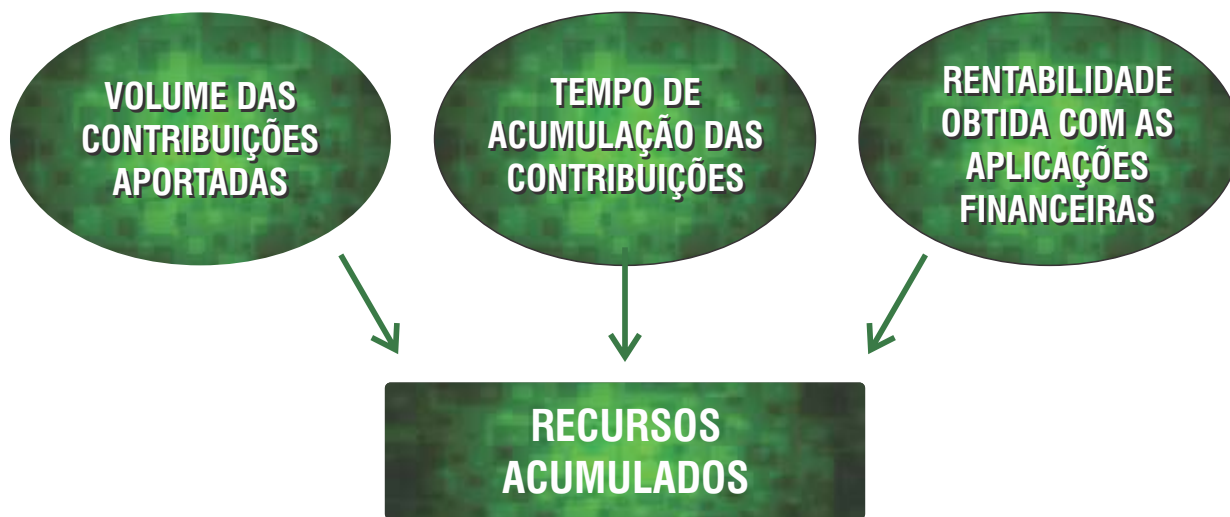 VOLUME DAS
CONTRIBUIÇÕES
APORTADAS
TEMPO DE
ACUMULAÇÃO DAS
CONTRIBUIÇÕES
RENTABILIDADE
OBTIDA COM AS
APLICAÇÕES
FINANCEIRAS
RECURSOS
ACUMULADOS